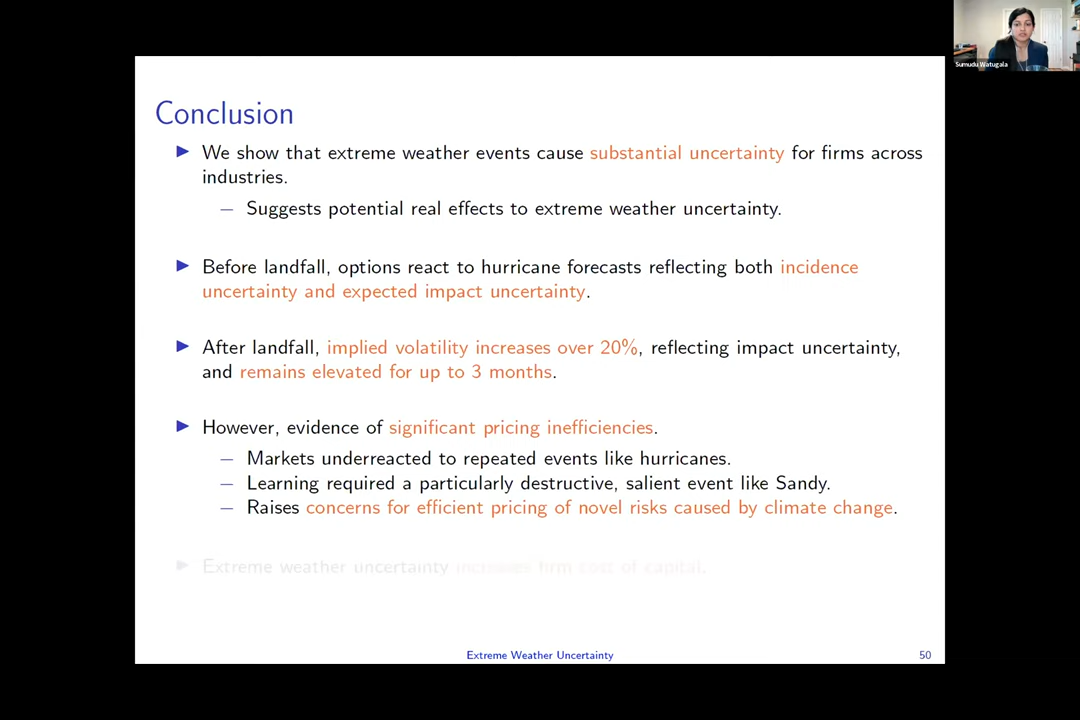 Sumudu Watugala
Conclusion
▶ We show that extreme weather events cause substantial uncertainty for firms across
industries.
– Suggests potential real effects to extreme weather uncertainty.
▶ Before landfall, options react to hurricane forecasts reflecting both incidence
uncertainty and expected impact uncertainty.
▶ After landfall, implied volatility increases over 20%, reflecting impact uncertainty,
and remains elevated for up to 3 months.
▶ However, evidence of significant pricing inefficiencies.
– Markets underreacted to repeated events like hurricanes.
– Learning required a particularly destructive, salient event like Sandy.
– Raises concerns for efficient pricing of novel risks caused by climate change.
▶ Extreme weather uncertainty increases firm cost of capital.
Extreme Weather Uncertainty
50